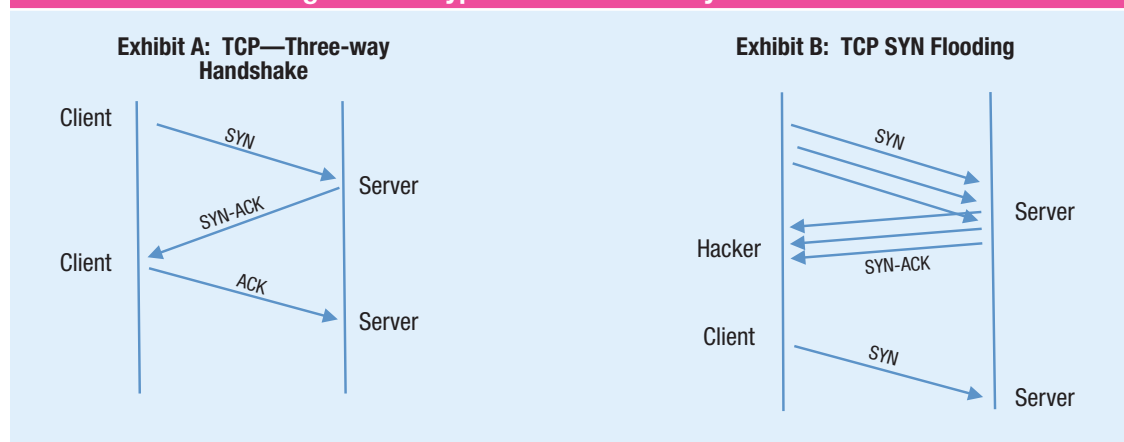 Exhibit A: TCP—Three-way
Handshake
Client
SYN
Server
SYN-ACK
Client
ACK
Server
Exhibit B: TCP SYN Flooding
SYN
Server
Hacker
SYN-ACK
Client
SYN
Server